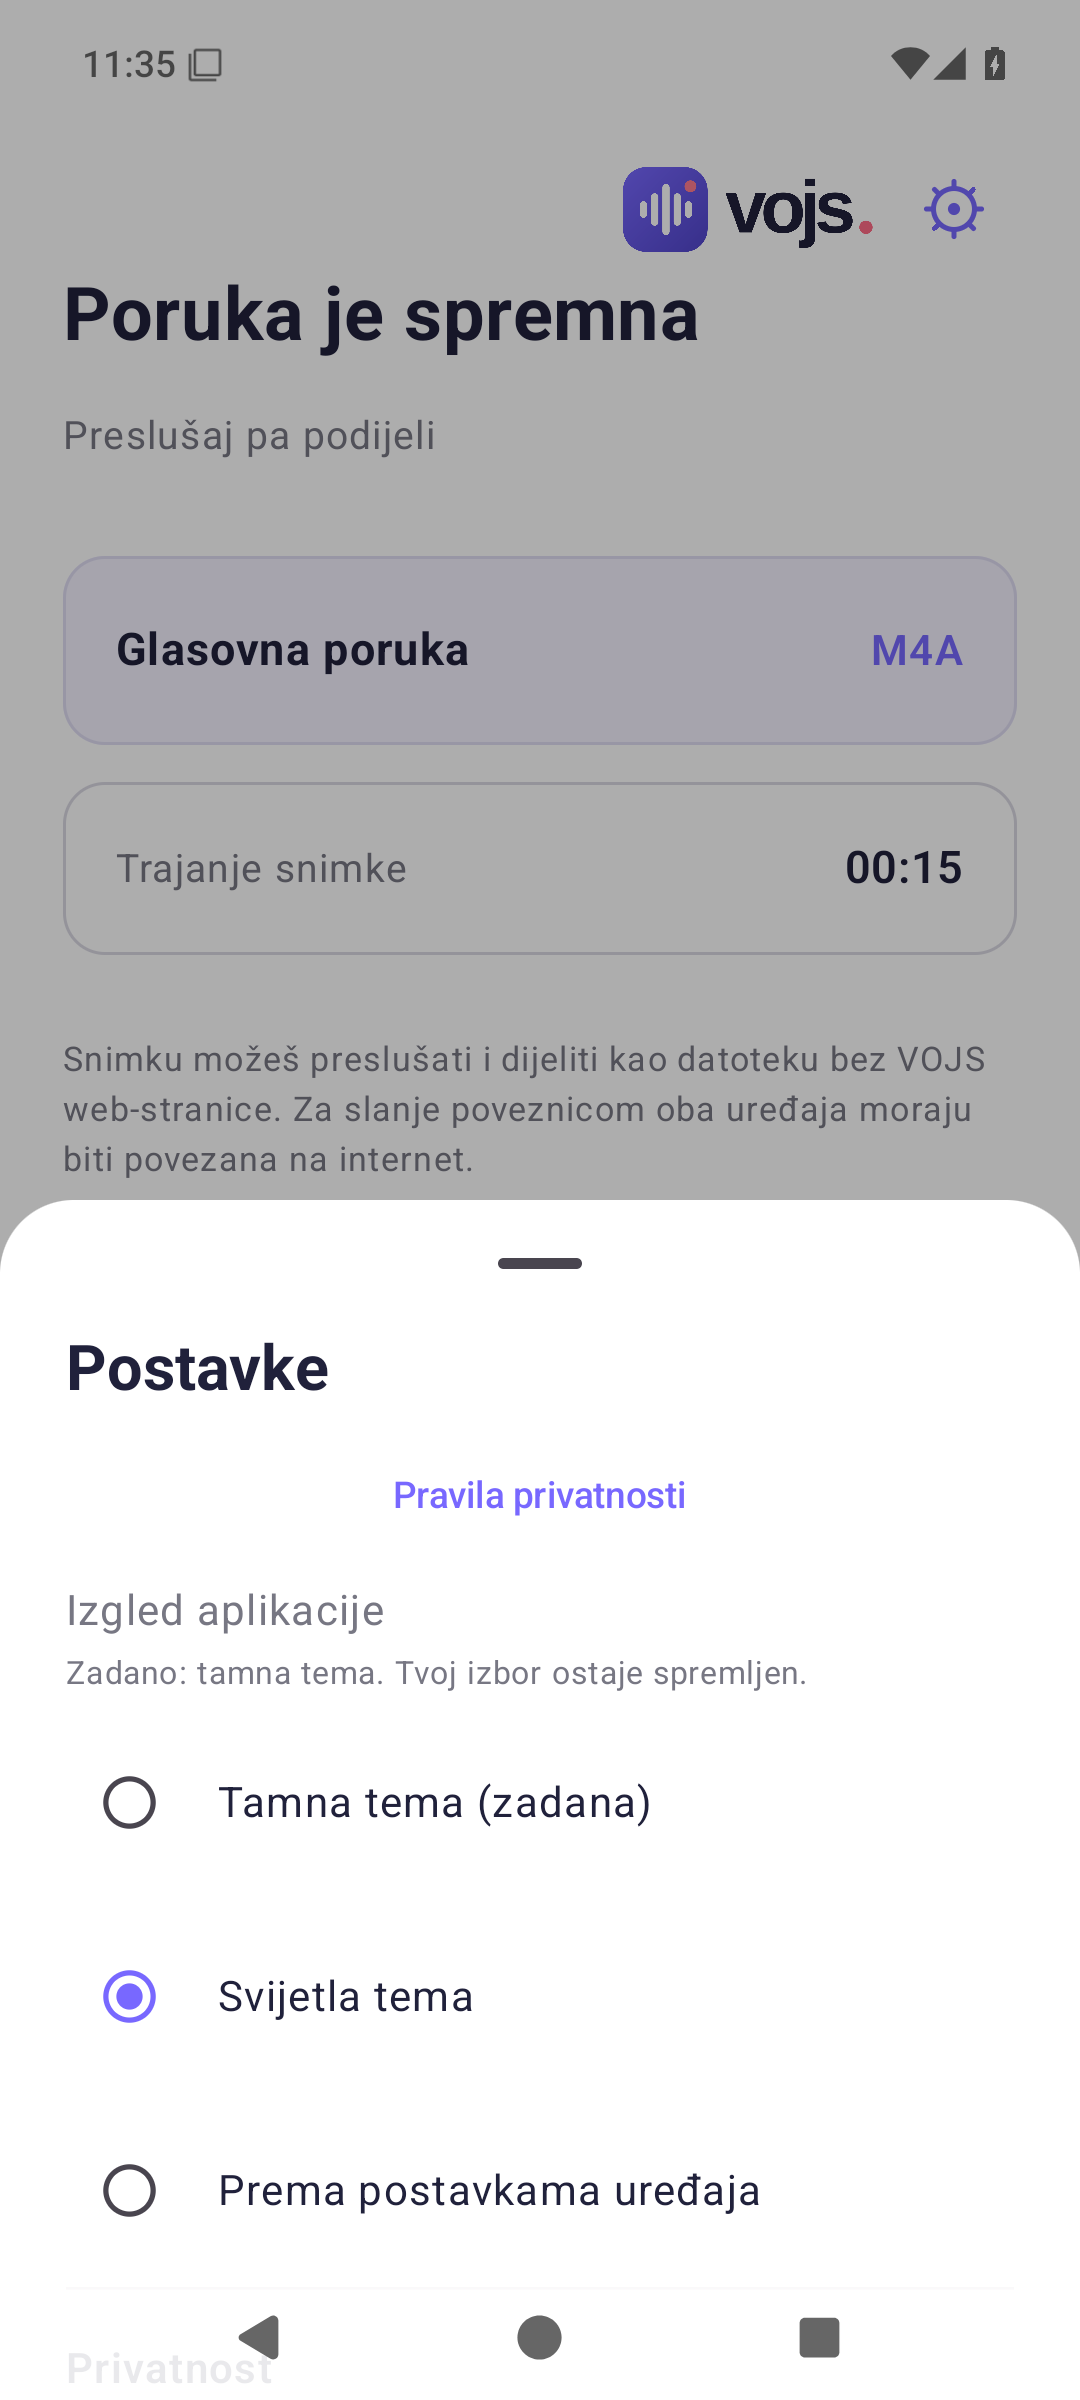 11:35
vojs.
Poruka je spremna
Preslušaj pa podijeli
Glasovna poruka M4A
Trajanje snimke 00:15
Snimku možeš preslušati i dijeliti kao datoteku bez VOJS
web-stranice. Za slanje poveznicom oba uređaja moraju
biti povezana na internet.
Postavke
Pravila privatnosti
Izgled aplikacije
Zadano: tamna tema. Tvoj izbor ostaje spremljen.
Tamna tema (zadana)
Svijetla tema
Prema postavkama uređaja
Privatnost